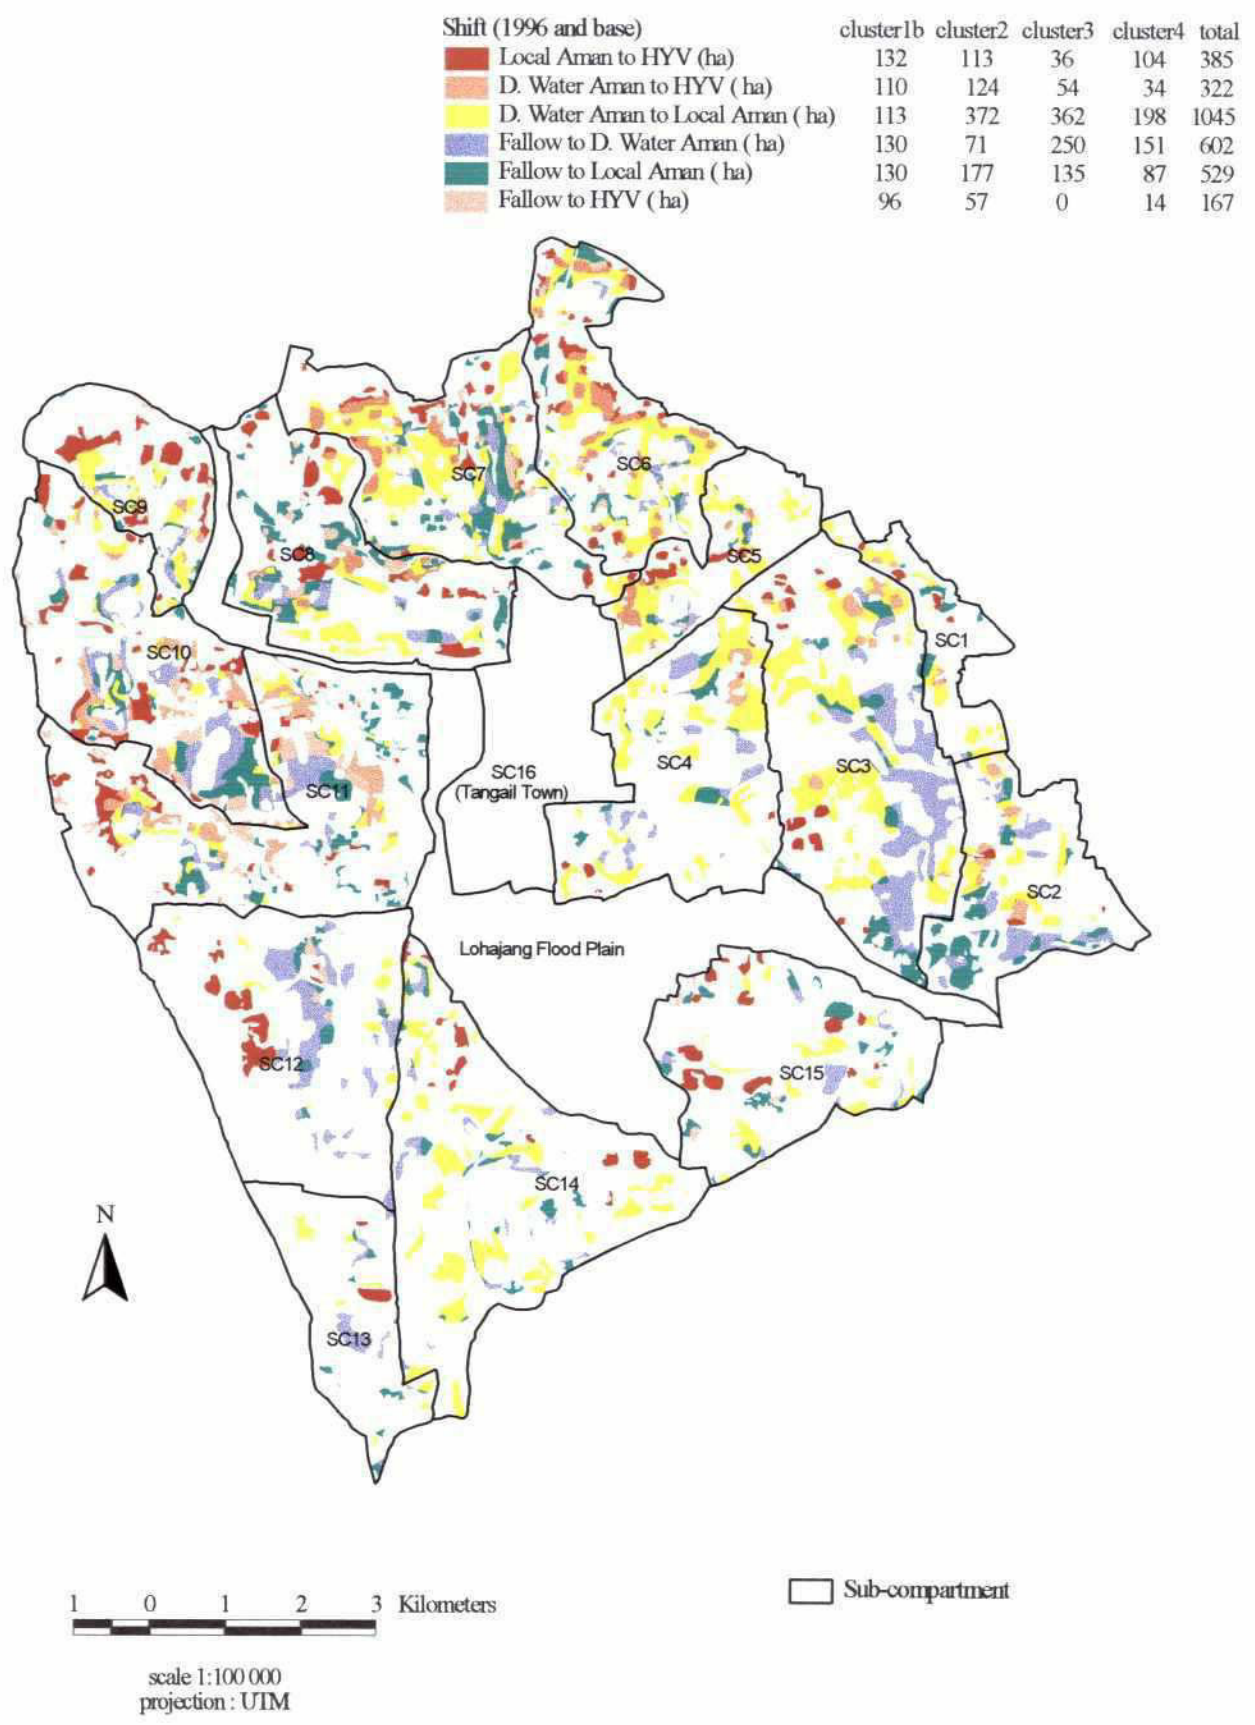 Shift (1996 and base) cluster1b cluster2 cluster3 cluster4 total
Local Aman to HYV (ha) 132 113 36 104 385
D. Water Aman to HYV ( ha) 110 124 54 34 322
D. Water Aman to Local Aman ( ha) 113 372 362 198 1045
Fallow to D. Water Aman ( ha) 130 71 250 151 602
Fallow to Local Aman ( ha) 130 177 135 87 529
Fallow to HYV ( ha) 96 57 0 14 167
SC6
SC7
SC9
SC8
SC5
SC1
SC10
SC4
SC3
SC16
(Tangail Town)
SC11
SC2
Lohajang Flood Plain
SC12
SC15
SC14
N
SC13
1 0 1 2 3 Kilometers
Sub-compartment
scale 1:100 000
projection : UTM